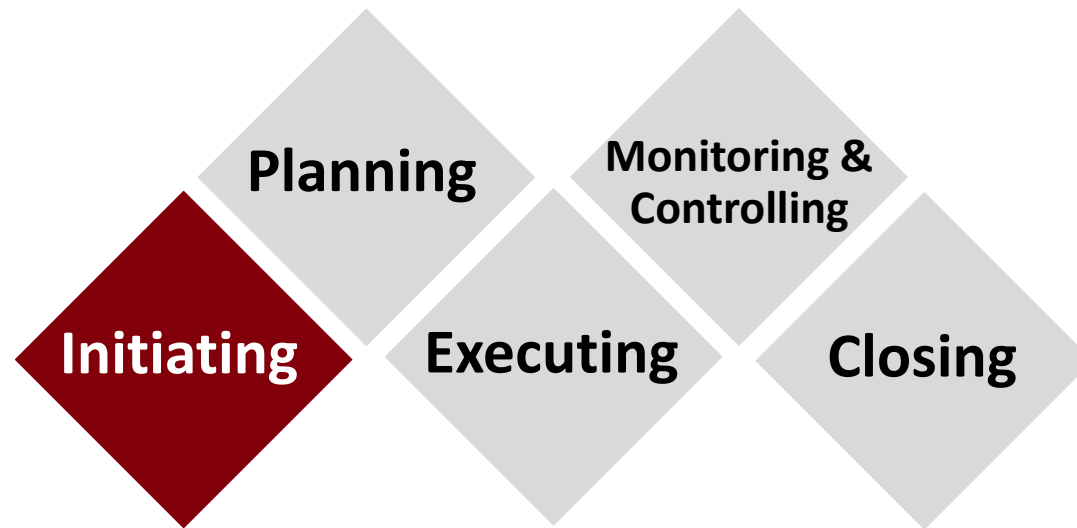 Planning
Monitoring &
Controlling
Initiating
Executing
Closing